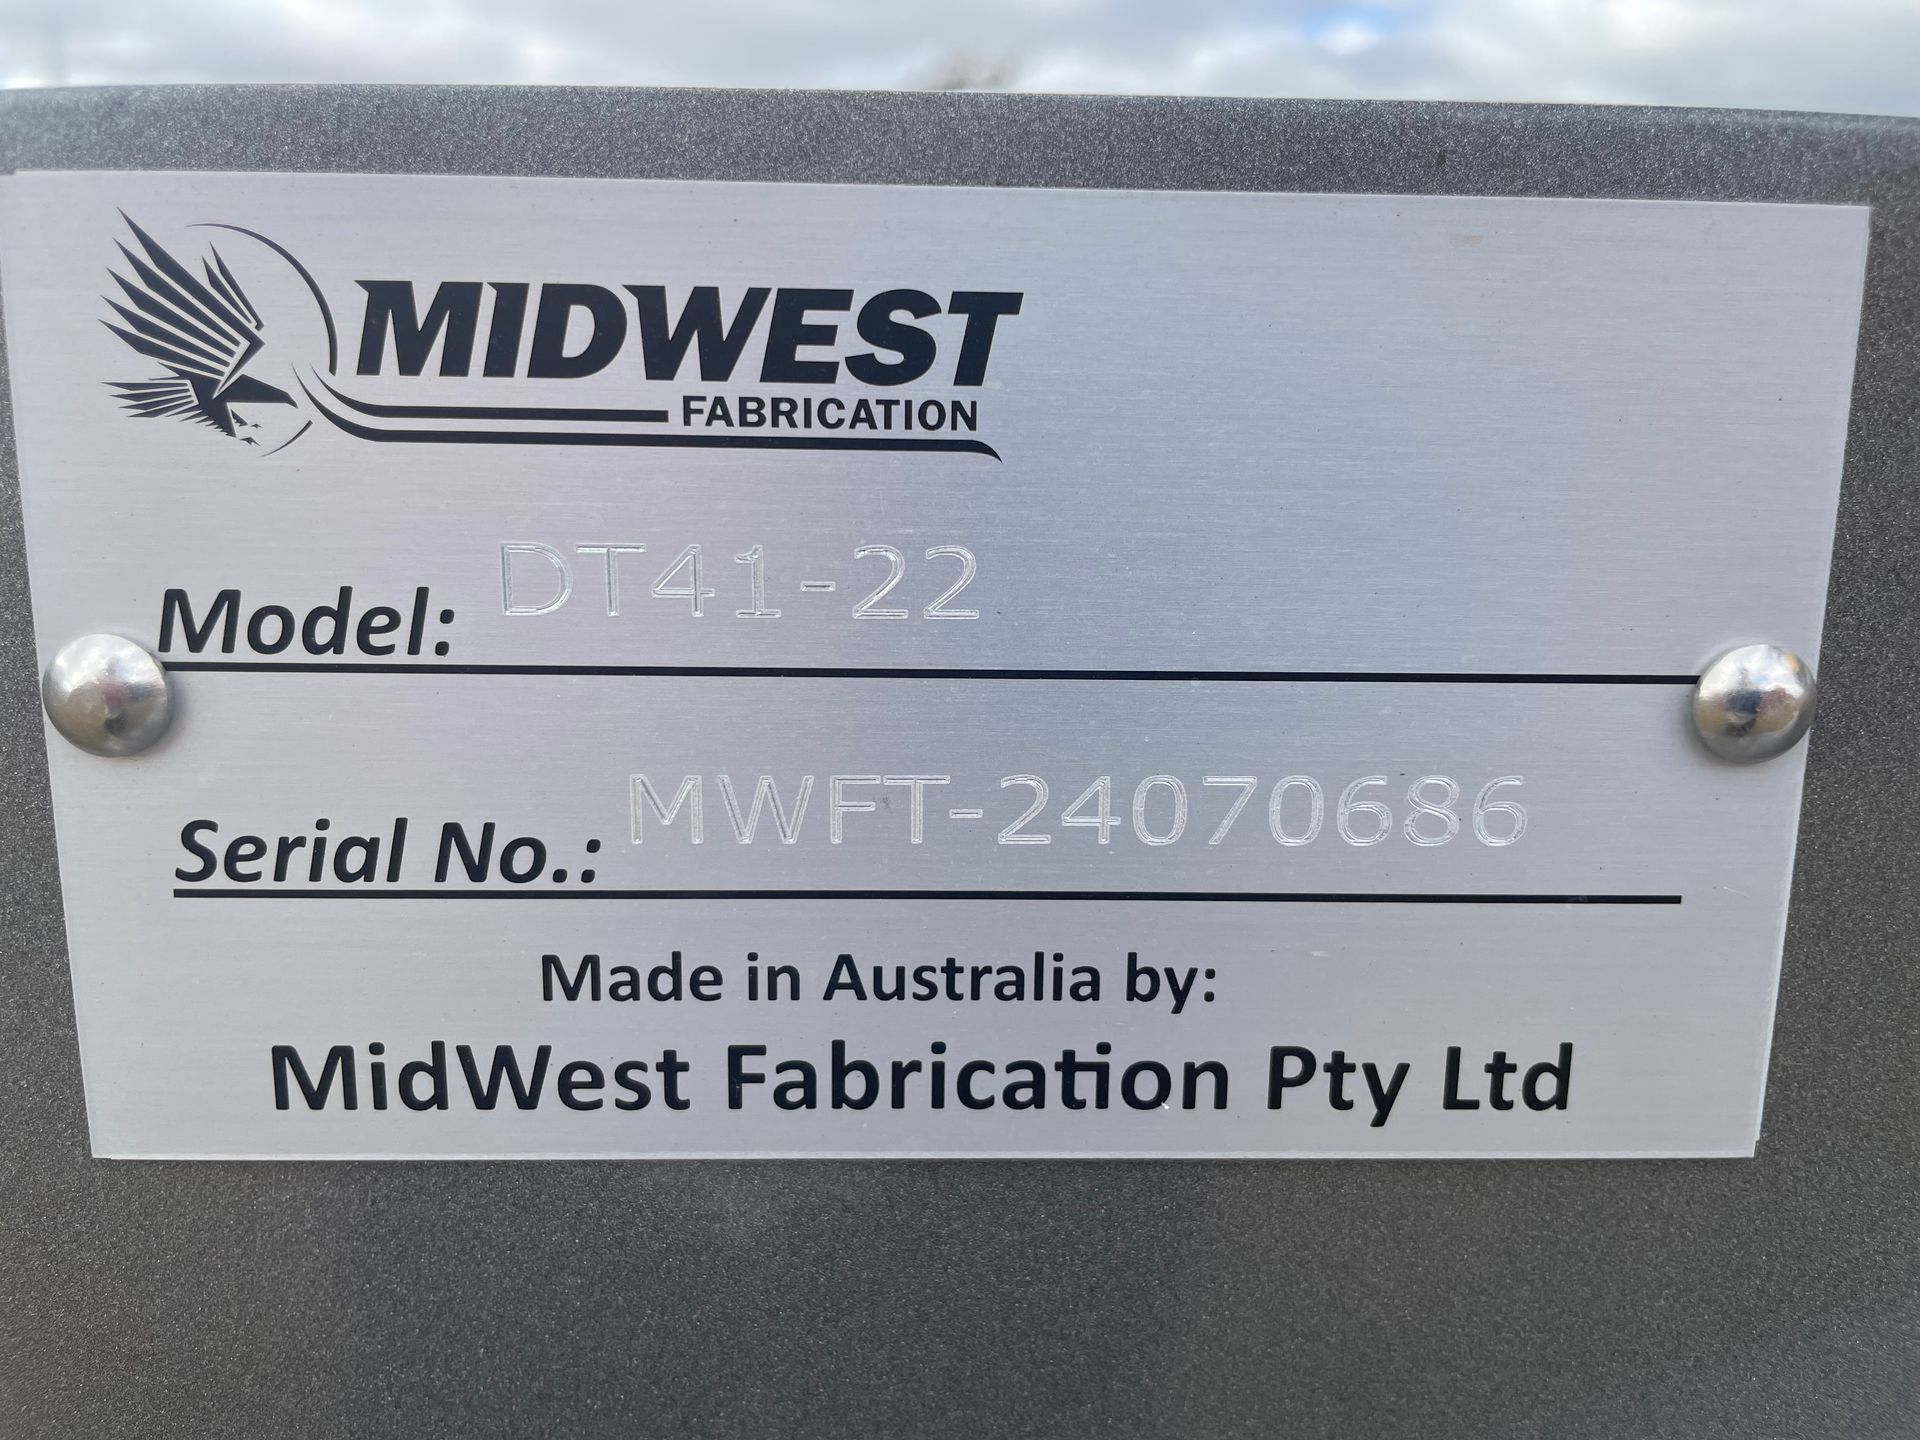 MIDWEST
FABRICATION
Model: DT41-22
Serial No.: MWFT-24070686
Made in Australia by:
MidWest Fabrication Pty Ltd